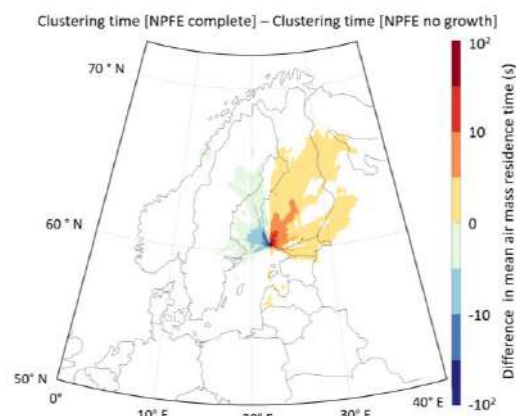 Clustering time [NPFE complete] – Clustering time [NPFE no growth]
70° N
60° N
50° N
0°
10° E
20° E
30° E
40° E
10²
10
0
-10
-10²
Difference in mean air mass residence time (s)